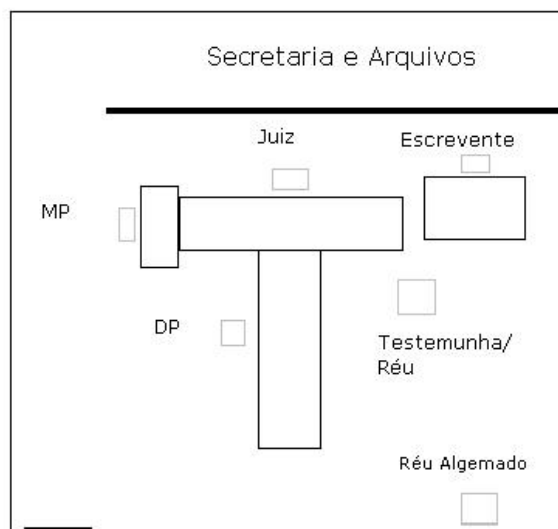 Secretaria e Arquivos
Juiz
Escrevente
MP
DP
Testemunha/
Réu
Réu Algemado